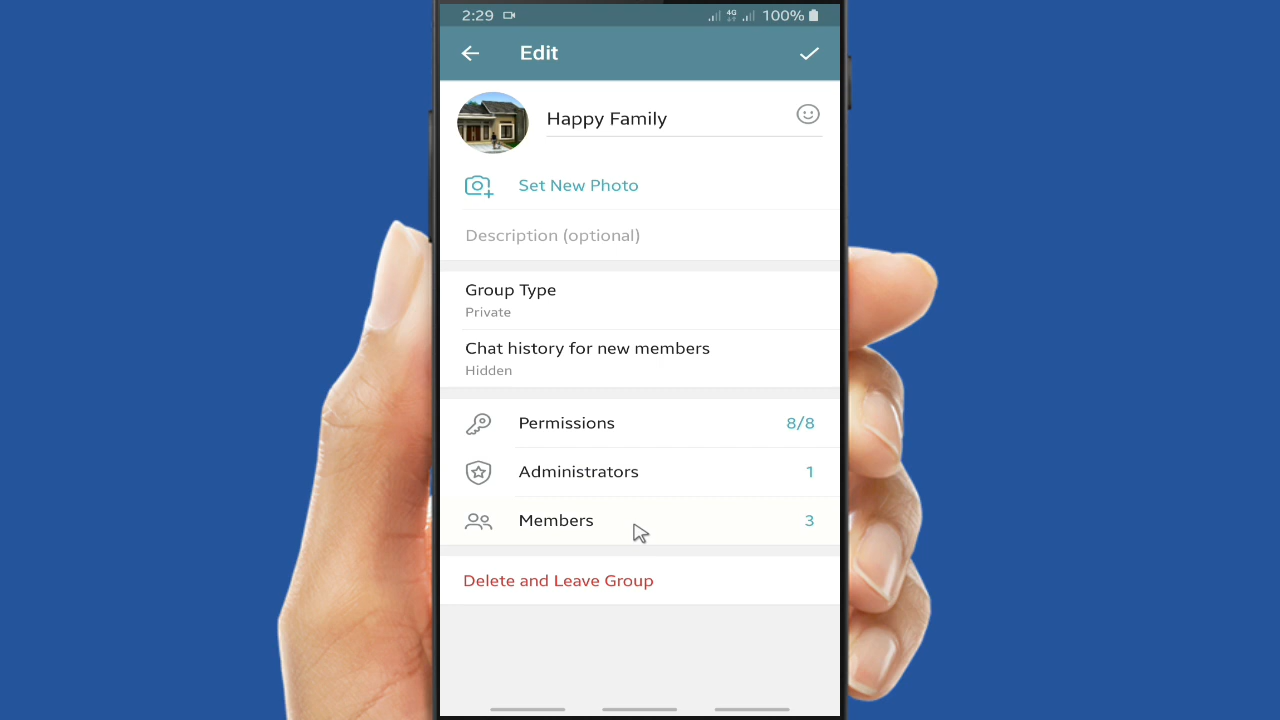 2:29 4G 100%
Edit
Happy Family
Set New Photo
Description (optional)
Group Type
Private
Chat history for new members
Hidden
Permissions 8/8
Administrators 1
Members 3
Delete and Leave Group